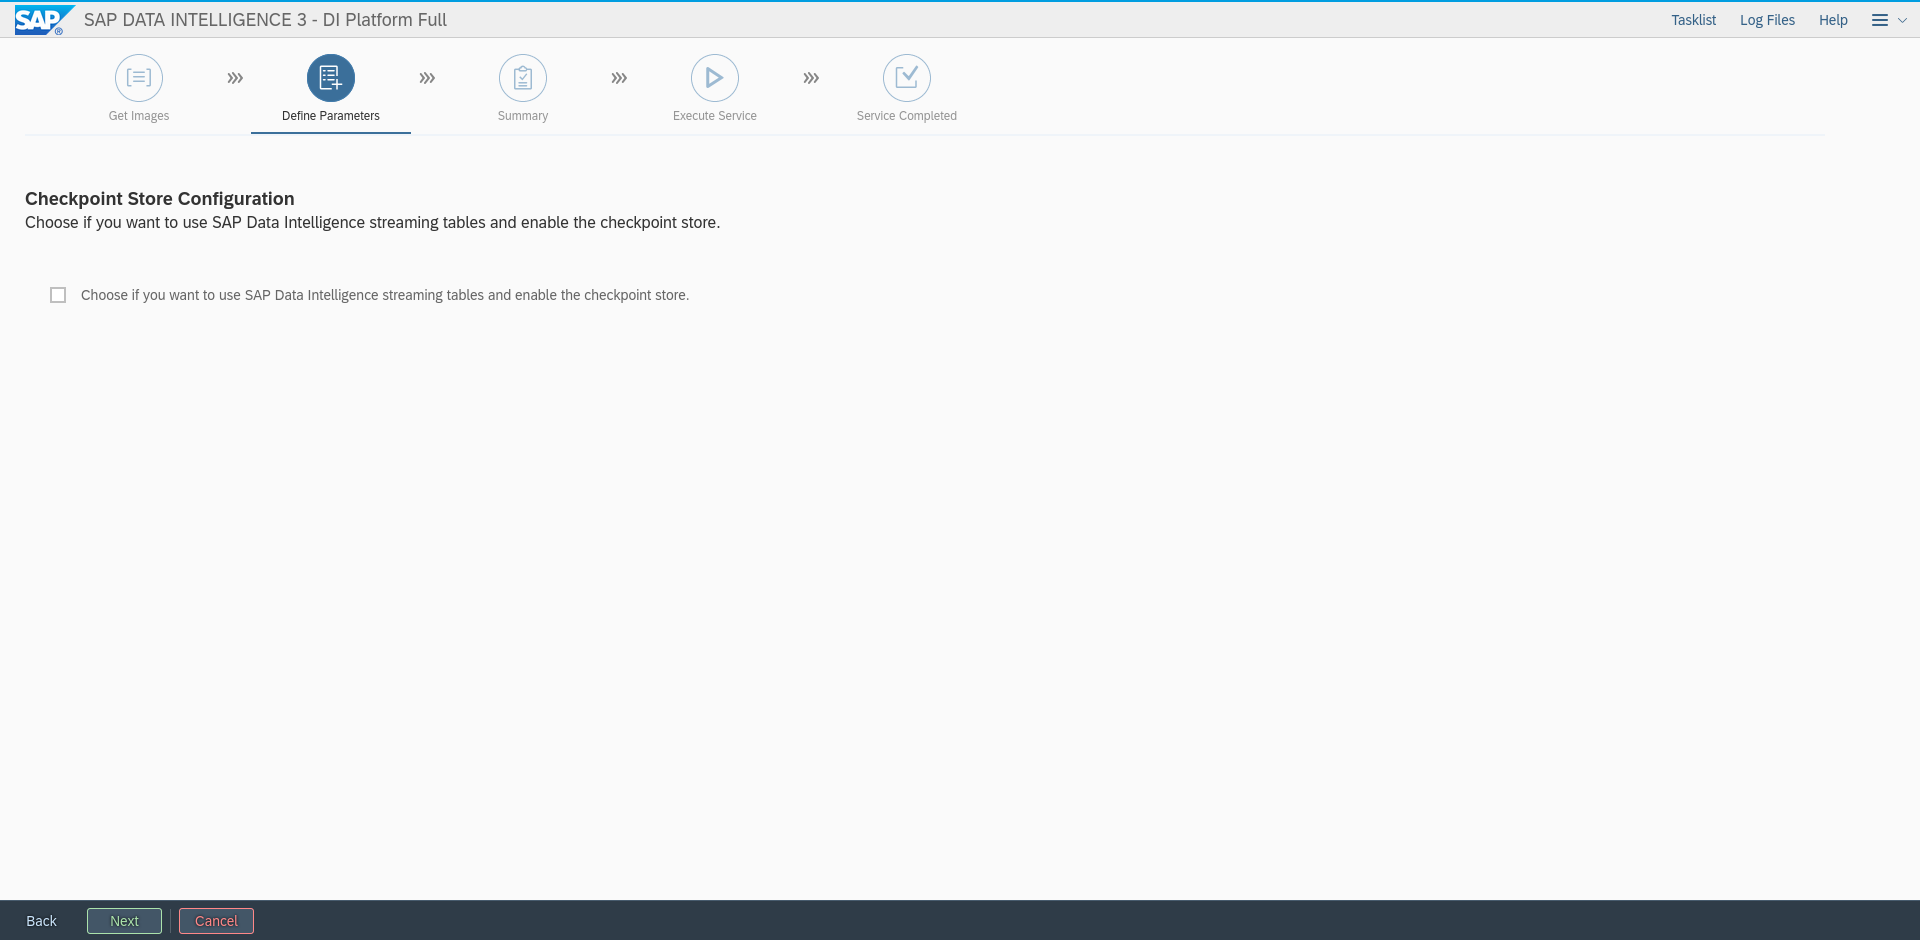 SAP ® SAP DATA INTELLIGENCE 3 - DI Platform Full Tasklist Log Files Help
Get Images Define Parameters Summary Execute Service Service Completed
Checkpoint Store Configuration
Choose if you want to use SAP Data Intelligence streaming tables and enable the checkpoint store.
Choose if you want to use SAP Data Intelligence streaming tables and enable the checkpoint store.
Back Next Cancel